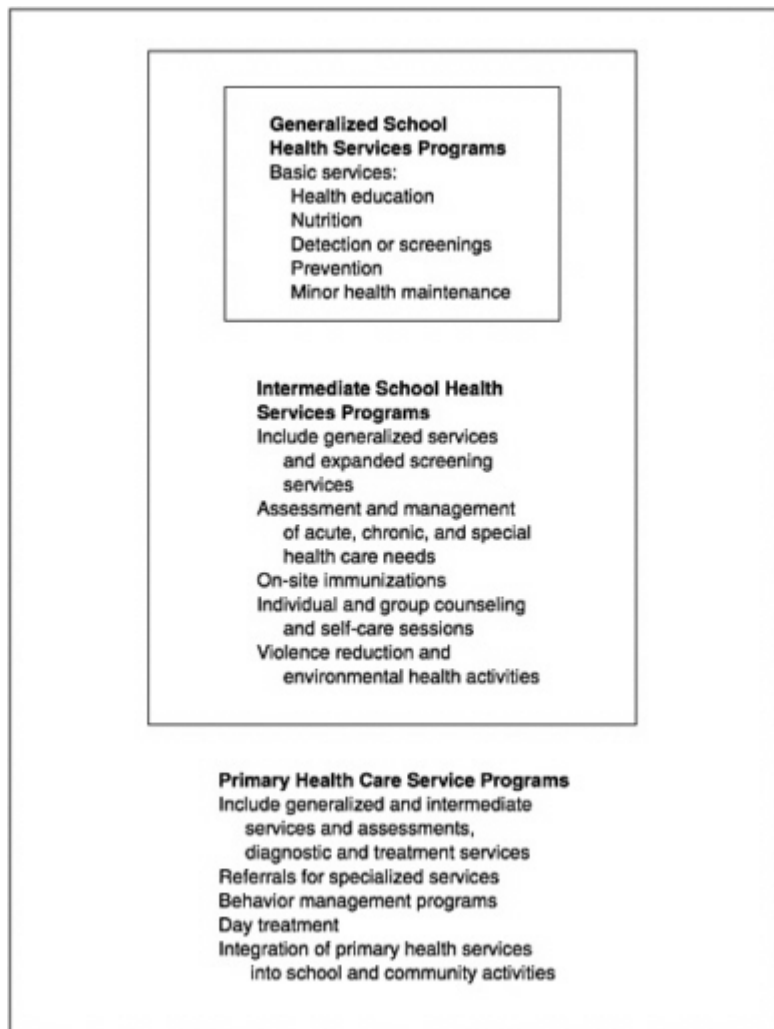 Generalized School
Health Services Programs
Basic services:
Health education
Nutrition
Detection or screenings
Prevention
Minor health maintenance
Intermediate School Health
Services Programs
Include generalized services
and expanded screening
services
Assessment and management
of acute, chronic, and special
health care needs
On-site immunizations
Individual and group counseling
and self-care sessions
Violence reduction and
environmental health activities
Primary Health Care Service Programs
Include generalized and intermediate
services and assessments,
diagnostic and treatment services
Referrals for specialized services
Behavior management programs
Day treatment
Integration of primary health services
into school and community activities